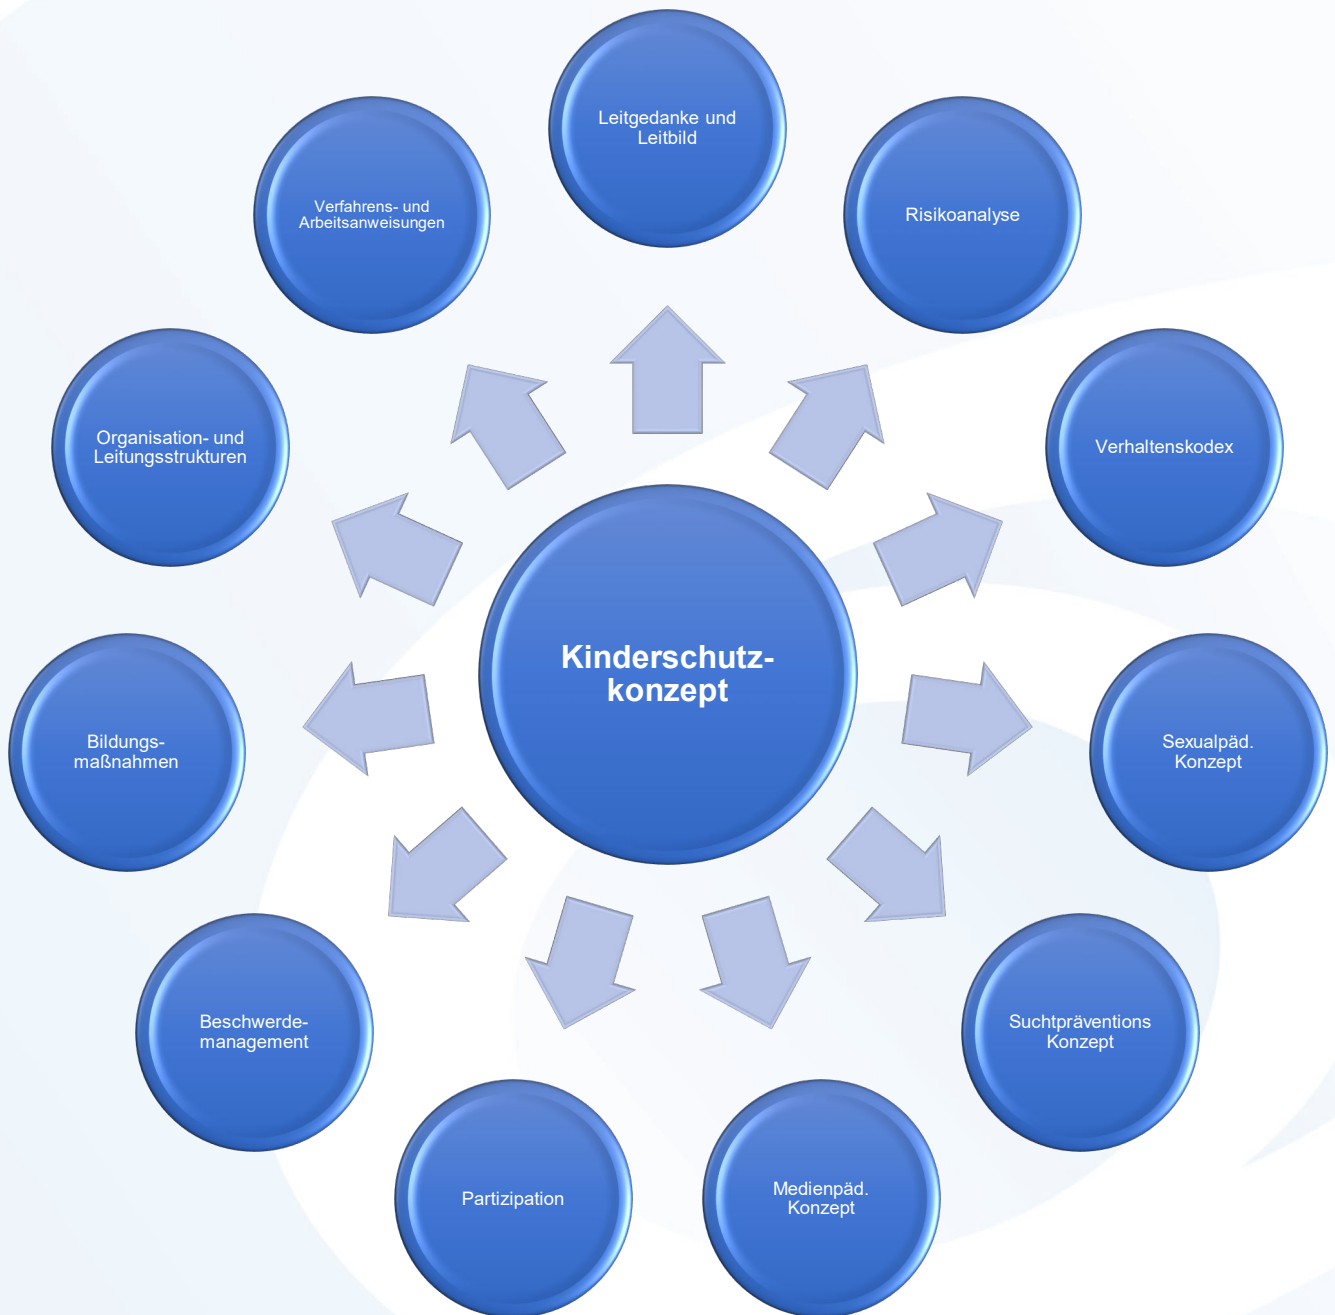 Leitgedanke und
Leitbild
Risikoanalyse
Verhaltenskodex
Sexualpäd.
Konzept
Suchtpräventions
Konzept
Medienpäd.
Konzept
Partizipation
Beschwerde-
management
Bildungs-
maßnahmen
Organisation- und
Leitungsstrukturen
Verfahrens- und
Arbeitsanweisungen
Kinderschutz-
konzept